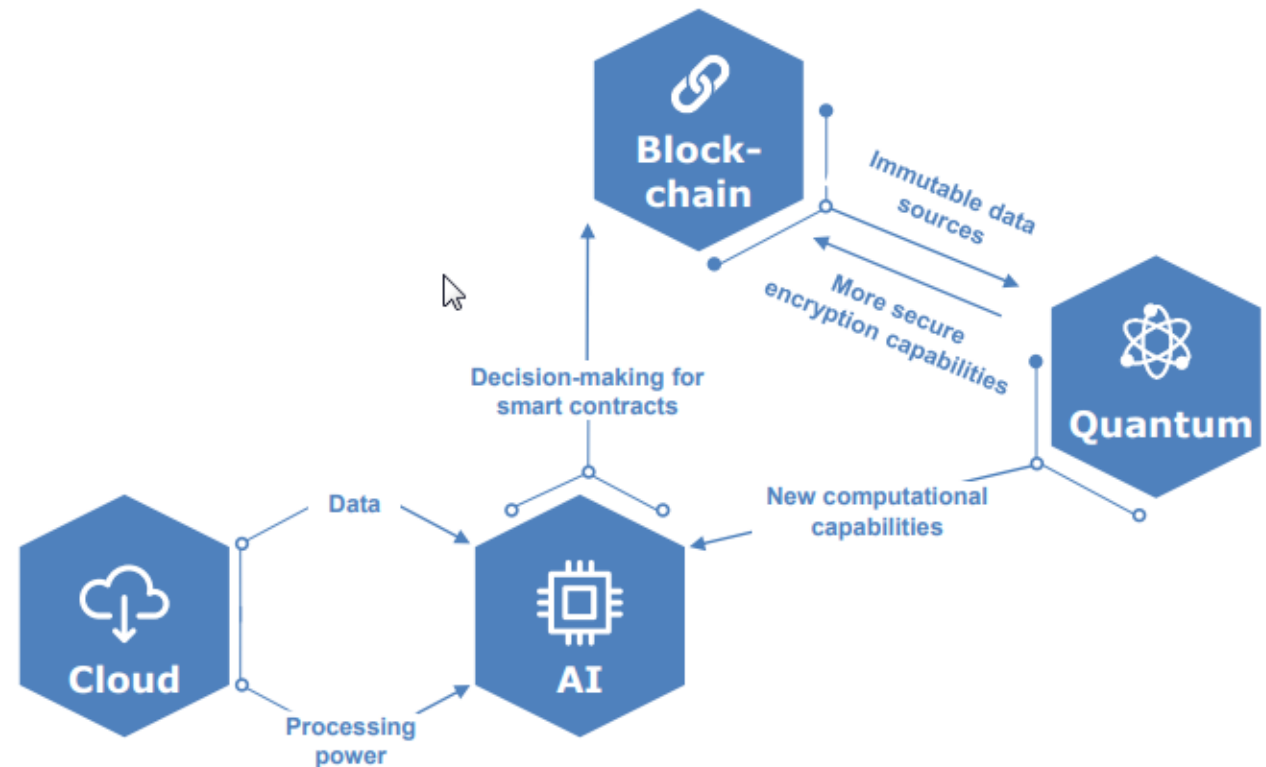 Block-
chain
Immutable data
sources
More secure
encryption capabilities
Quantum
Decision-making for
smart contracts
New computational
capabilities
Data
Cloud
AI
Processing
power